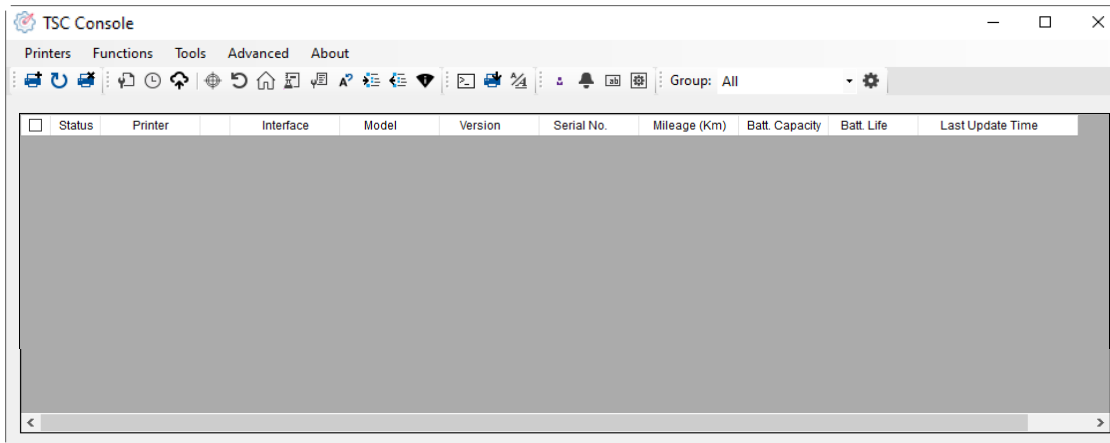 TSC Console
Printers Functions Tools Advanced About
Group: All
Status Printer Interface Model Version Serial No. Mileage (Km) Batt. Capacity Batt. Life Last Update Time